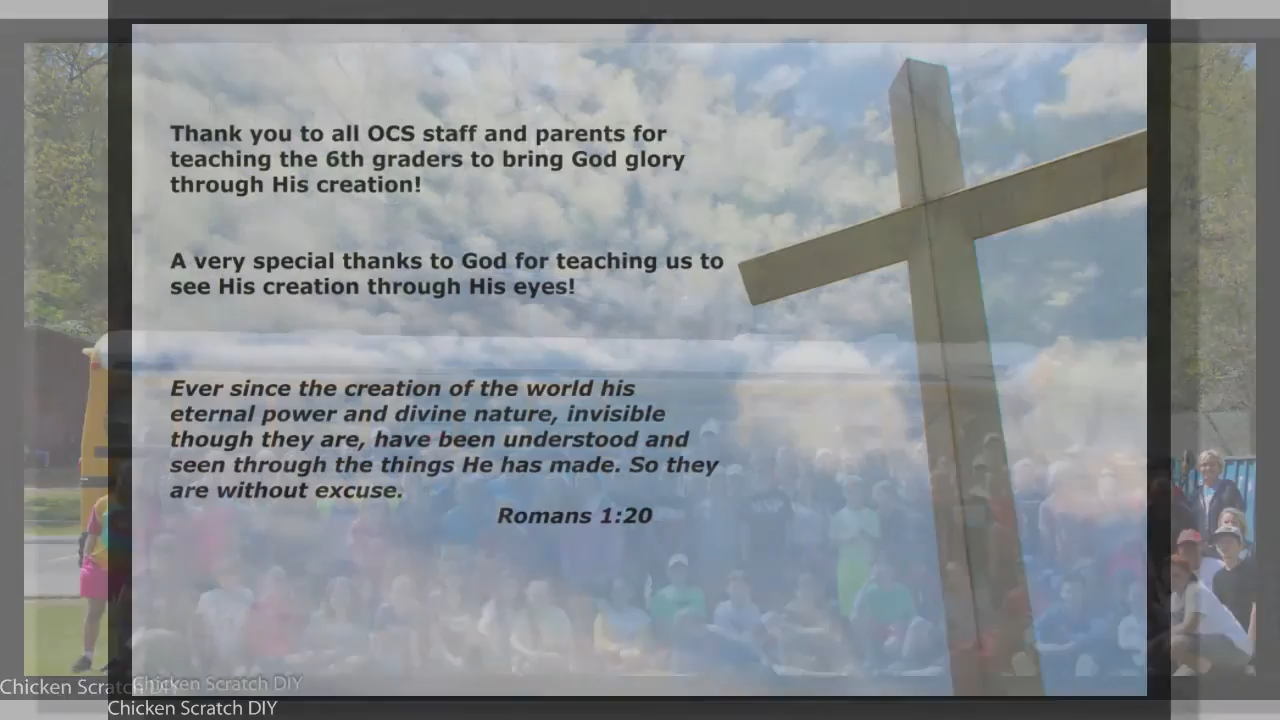 Thank you to all OCS staff and parents for
teaching the 6th graders to bring God glory
through His creation!
A very special thanks to God for teaching us to
see His creation through His eyes!
Ever since the creation of the world his
eternal power and divine nature, invisible
though they are, have been understood and
seen through the things He has made. So they
are without excuse.
Romans 1:20
Chicken Scratch DIY
Chicken Scratch DIY
Chicken Scratch DIY